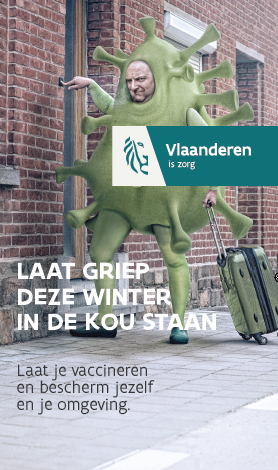 Vlaanderen
is zorg
LAAT GRIEP
DEZE WINTER
IN DE KOU STAAN
Laat je vaccineren
en bescherm jezelf
en je omgeving.